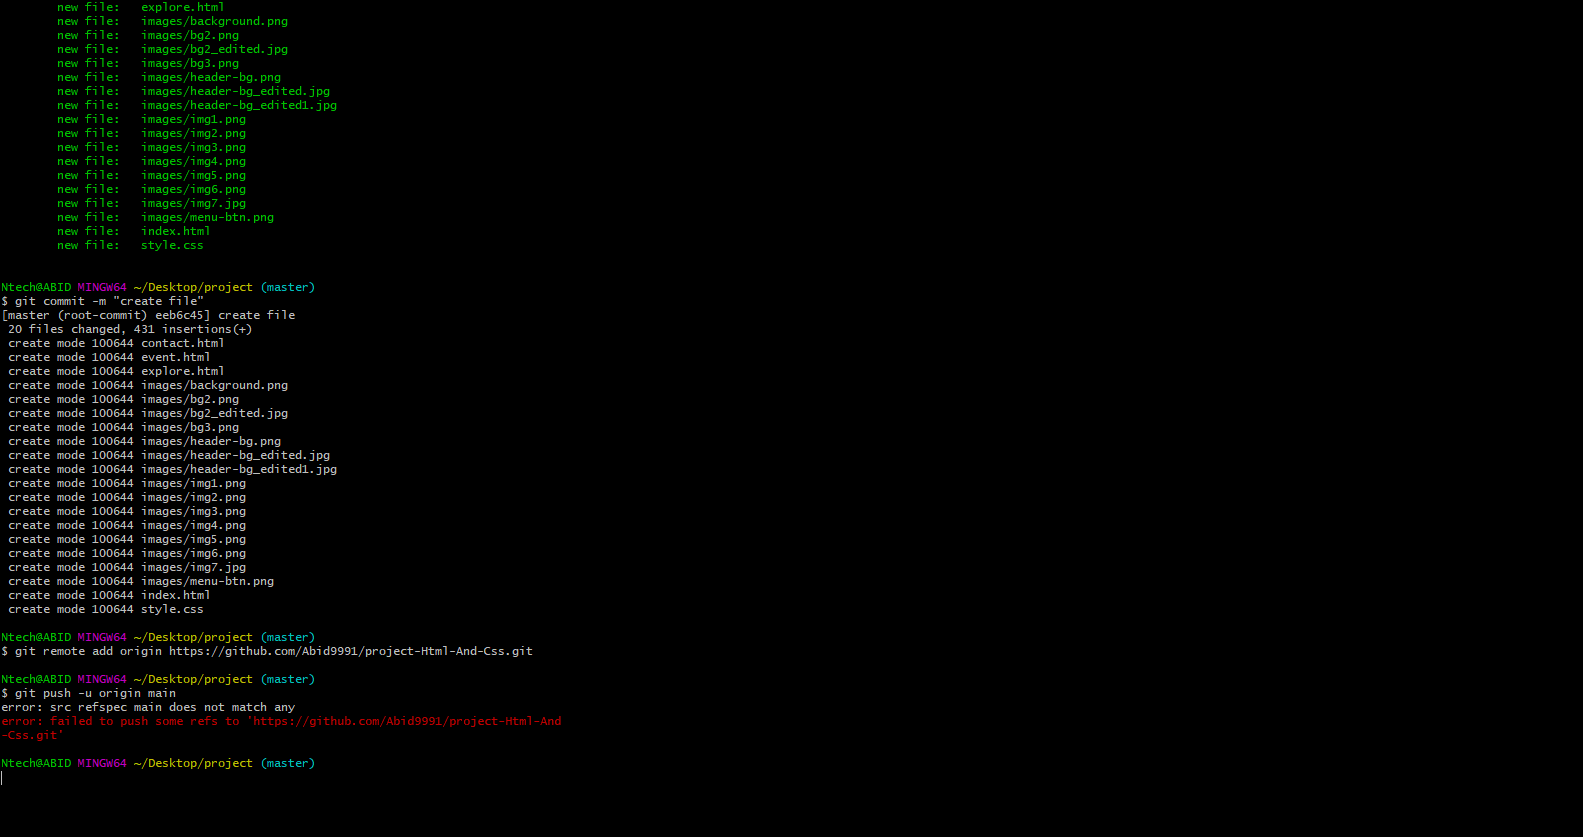 new file:   explore.html
new file:   images/background.png
new file:   images/bg2.png
new file:   images/bg2_edited.jpg
new file:   images/bg3.png
new file:   images/header-bg.png
new file:   images/header-bg_edited.jpg
new file:   images/header-bg_edited1.jpg
new file:   images/img1.png
new file:   images/img2.png
new file:   images/img3.png
new file:   images/img4.png
new file:   images/img5.png
new file:   images/img6.png
new file:   images/img7.jpg
new file:   images/menu-btn.png
new file:   index.html
new file:   style.css
Ntech@ABID MINGW64 ~/Desktop/project (master)
$ git commit -m "create file"
[master (root-commit) eeb6c45] create file
20 files changed, 431 insertions(+)
create mode 100644 contact.html
create mode 100644 event.html
create mode 100644 explore.html
create mode 100644 images/background.png
create mode 100644 images/bg2.png
create mode 100644 images/bg2_edited.jpg
create mode 100644 images/bg3.png
create mode 100644 images/header-bg.png
create mode 100644 images/header-bg_edited.jpg
create mode 100644 images/header-bg_edited1.jpg
create mode 100644 images/img1.png
create mode 100644 images/img2.png
create mode 100644 images/img3.png
create mode 100644 images/img4.png
create mode 100644 images/img5.png
create mode 100644 images/img6.png
create mode 100644 images/img7.jpg
create mode 100644 images/menu-btn.png
create mode 100644 index.html
create mode 100644 style.css
Ntech@ABID MINGW64 ~/Desktop/project (master)
$ git remote add origin https://github.com/Abid9991/project-Html-And-Css.git
Ntech@ABID MINGW64 ~/Desktop/project (master)
$ git push -u origin main
error: src refspec main does not match any
error: failed to push some refs to 'https://github.com/Abid9991/project-Html-And
-Css.git'
Ntech@ABID MINGW64 ~/Desktop/project (master)